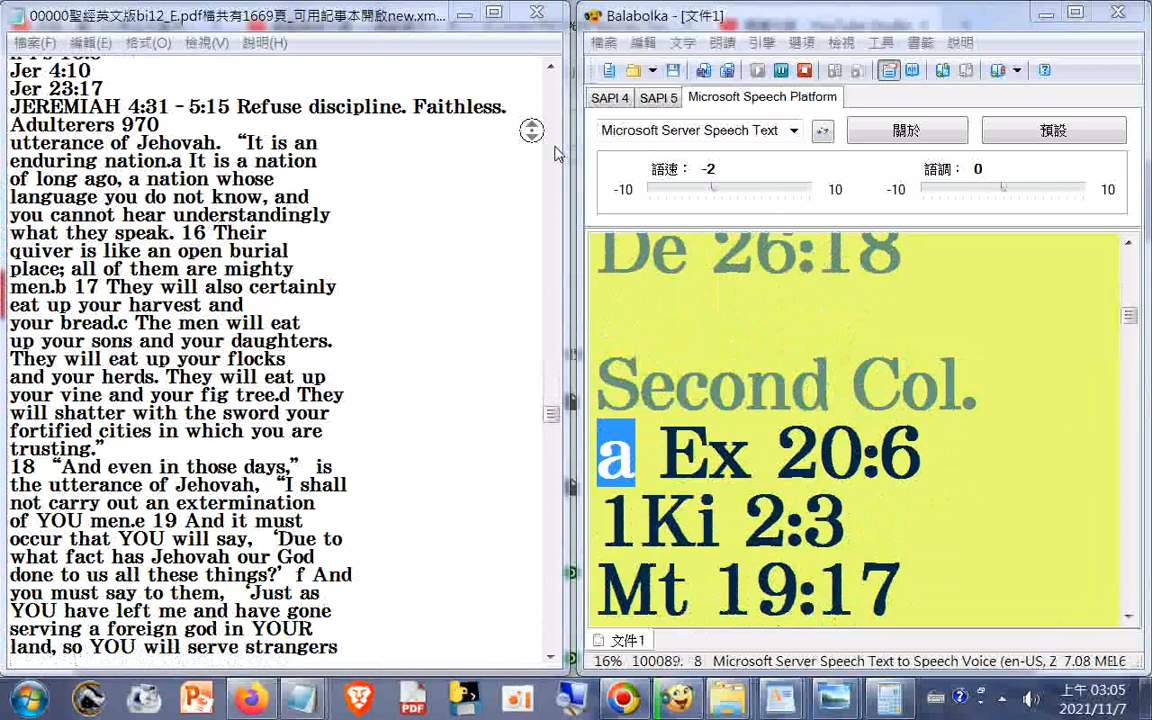 00000聖經英文版bi12_E.pdf檔共有1669頁_可用記事本開啟new.xm...
檔案(F) 編輯(E) 格式(O) 檢視(V) 說明(H)
Jer 4:10
Jer 23:17
JEREMIAH 4:31 - 5:15 Refuse discipline. Faithless.
Adulterers 970
utterance of Jehovah. “It is an
enduring nation.a It is a nation
of long ago, a nation whose
language you do not know, and
you cannot hear understandingly
what they speak. 16 Their
quiver is like an open burial
place; all of them are mighty
men.b 17 They will also certainly
eat up your harvest and
your bread.c The men will eat
up your sons and your daughters.
They will eat up your flocks
and your herds. They will eat up
your vine and your fig tree.d They
will shatter with the sword your
fortified cities in which you are
trusting.”
18 “And even in those days,” is
the utterance of Jehovah, “I shall
not carry out an extermination
of YOU men.e 19 And it must
occur that YOU will say, ‘Due to
what fact has Jehovah our God
done to us all these things?’ f And
you must say to them, ‘Just as
YOU have left me and have gone
serving a foreign god in YOUR
land, so YOU will serve strangers
Balabolka - [文件1]
檔案 編輯 文字 朗讀 引擎 選項 檢視 工具 書籤 說明
SAPI 4 SAPI 5 Microsoft Speech Platform
Microsoft Server Speech Text 關於 預設
語速： -2 語調： 0
-10 10 -10 10
De 26:18
Second Col.
a Ex 20:6
1Ki 2:3
Mt 19:17
文件1
16% 100089. 8 Microsoft Server Speech Text to Speech Voice (en-US, Z 7.08 ME
PDF
上午 03:05
2021/11/7